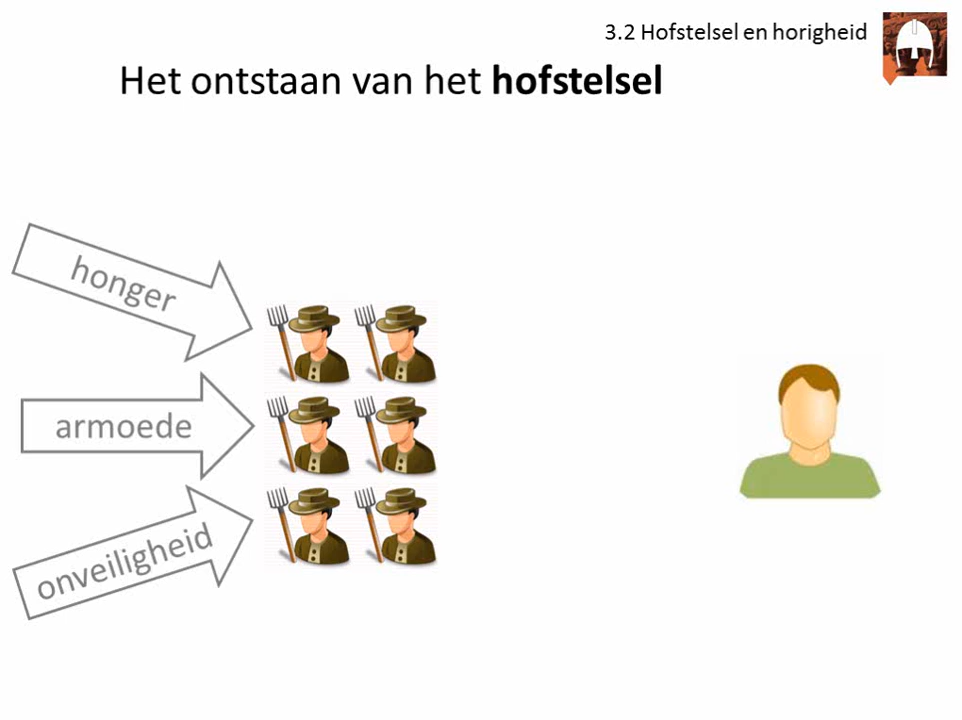 3.2 Hofstelsel en horigheid
Het ontstaan van het hofstelsel
honger
armoede
onveiligheid